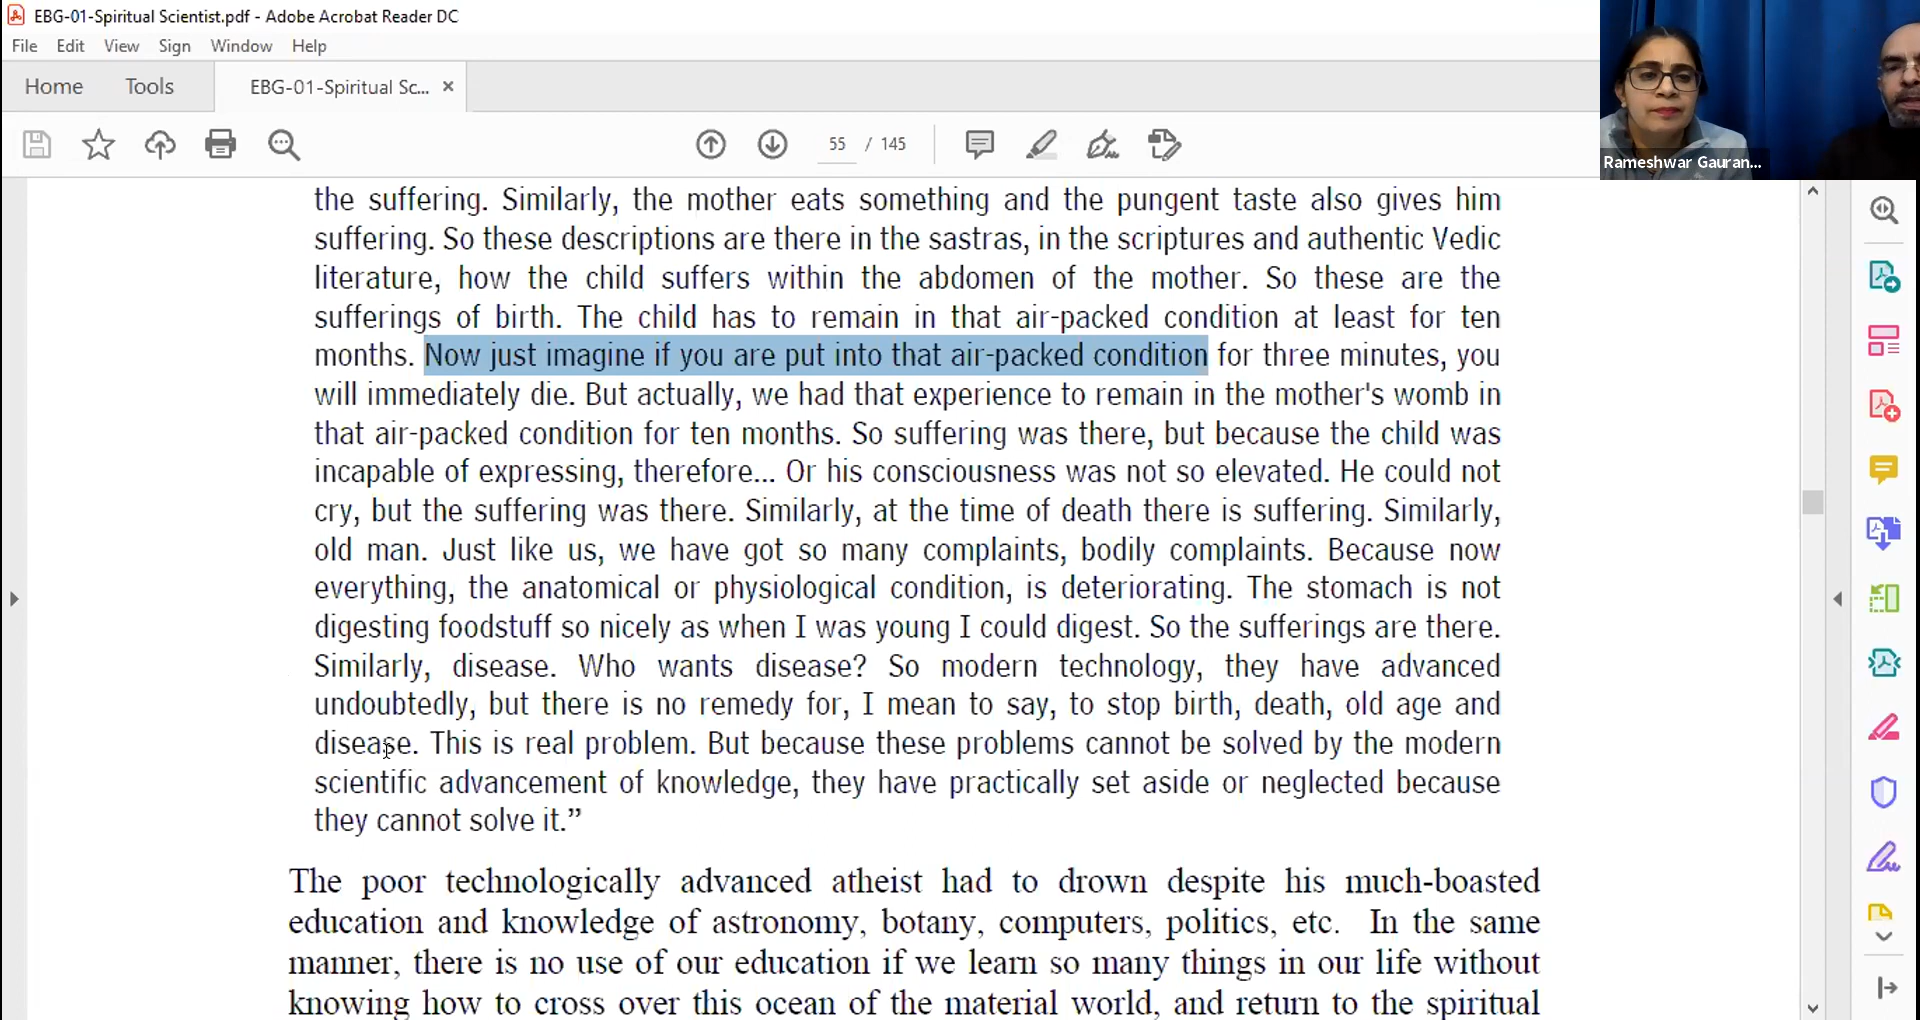 EBG-01-Spiritual Scientist.pdf - Adobe Acrobat Reader DC
File Edit View Sign Window Help
Home Tools EBG-01-Spiritual Sc... ×
55 / 145
Rameshwar Gauran...
the suffering. Similarly, the mother eats something and the pungent taste also gives him
suffering. So these descriptions are there in the sastras, in the scriptures and authentic Vedic
literature, how the child suffers within the abdomen of the mother. So these are the
sufferings of birth. The child has to remain in that air-packed condition at least for ten
months. Now just imagine if you are put into that air-packed condition for three minutes, you
will immediately die. But actually, we had that experience to remain in the mother's womb in
that air-packed condition for ten months. So suffering was there, but because the child was
incapable of expressing, therefore... Or his consciousness was not so elevated. He could not
cry, but the suffering was there. Similarly, at the time of death there is suffering. Similarly,
old man. Just like us, we have got so many complaints, bodily complaints. Because now
everything, the anatomical or physiological condition, is deteriorating. The stomach is not
digesting foodstuff so nicely as when I was young I could digest. So the sufferings are there.
Similarly, disease. Who wants disease? So modern technology, they have advanced
undoubtedly, but there is no remedy for, I mean to say, to stop birth, death, old age and
disease. This is real problem. But because these problems cannot be solved by the modern
scientific advancement of knowledge, they have practically set aside or neglected because
they cannot solve it.”
The poor technologically advanced atheist had to drown despite his much-boasted
education and knowledge of astronomy, botany, computers, politics, etc. In the same
manner, there is no use of our education if we learn so many things in our life without
knowing how to cross over this ocean of the material world, and return to the spiritual